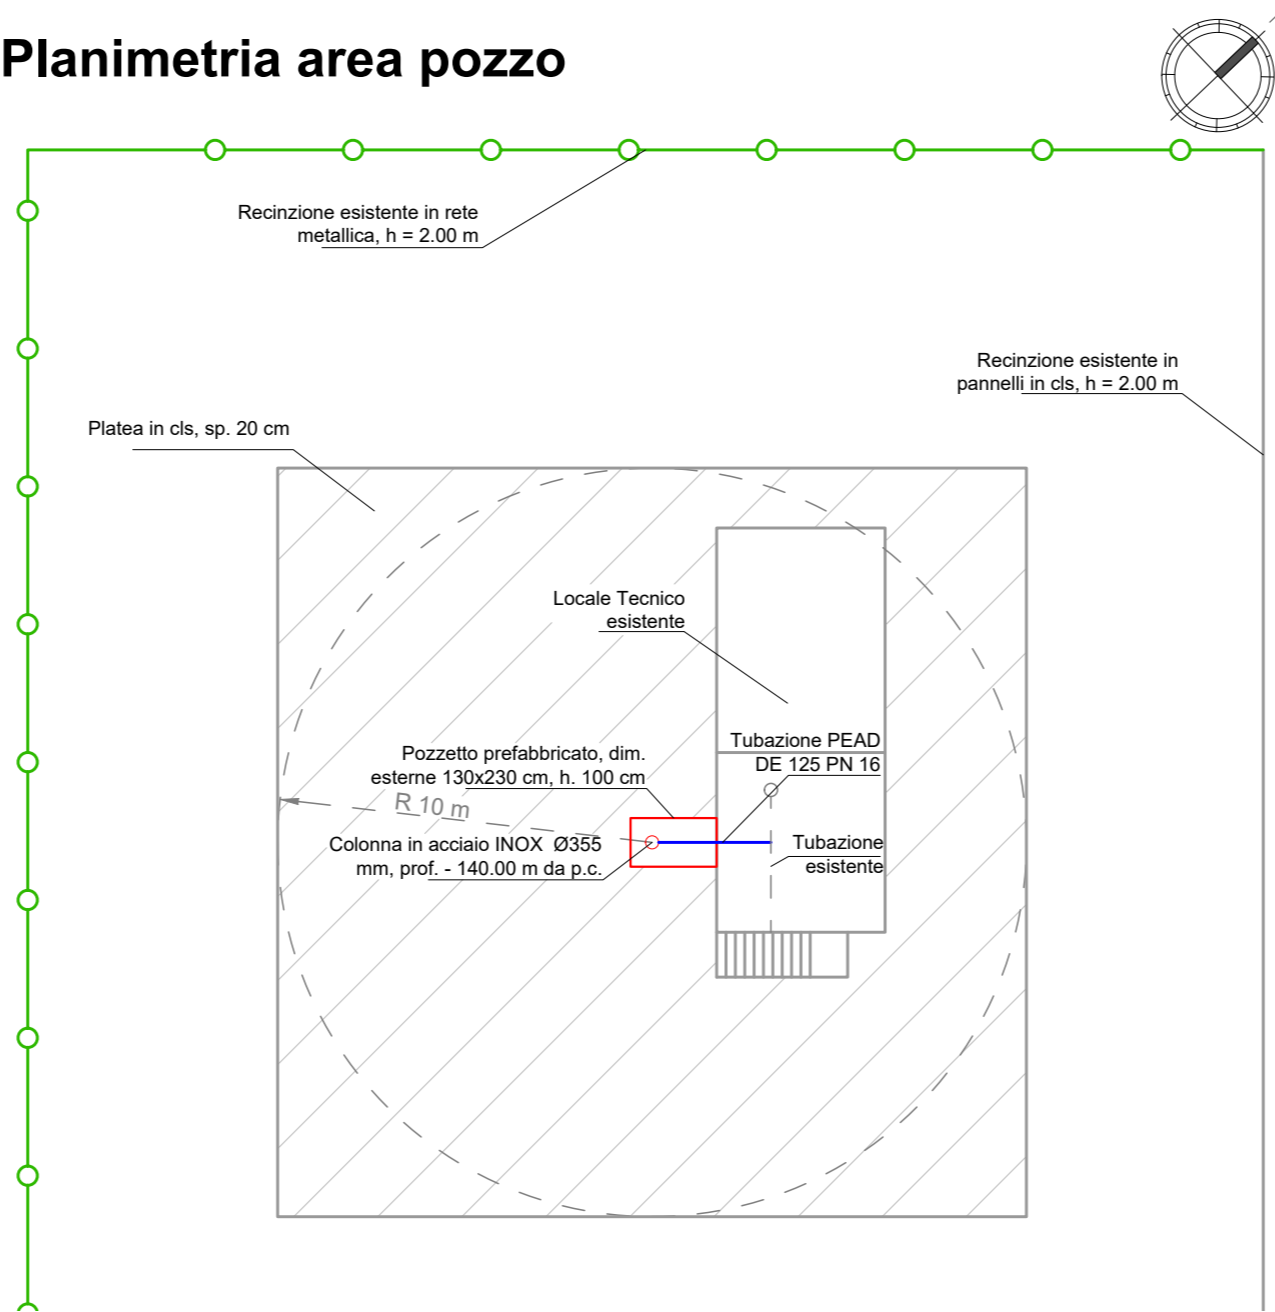 Planimetria area pozzo
Recinzione esistente in rete
metallica, h = 2.00 m
Recinzione esistente in
pannelli in cls, h = 2.00 m
Platea in cls, sp. 20 cm
Locale Tecnico
esistente
Tubazione PEAD
DE 125 PN 16
Pozzetto prefabbricato, dim.
esterne 130x230 cm, h. 100 cm
R 10 m
Colonna in acciaio INOX Ø355
mm, prof. - 140.00 m da p.c.
Tubazione
esistente